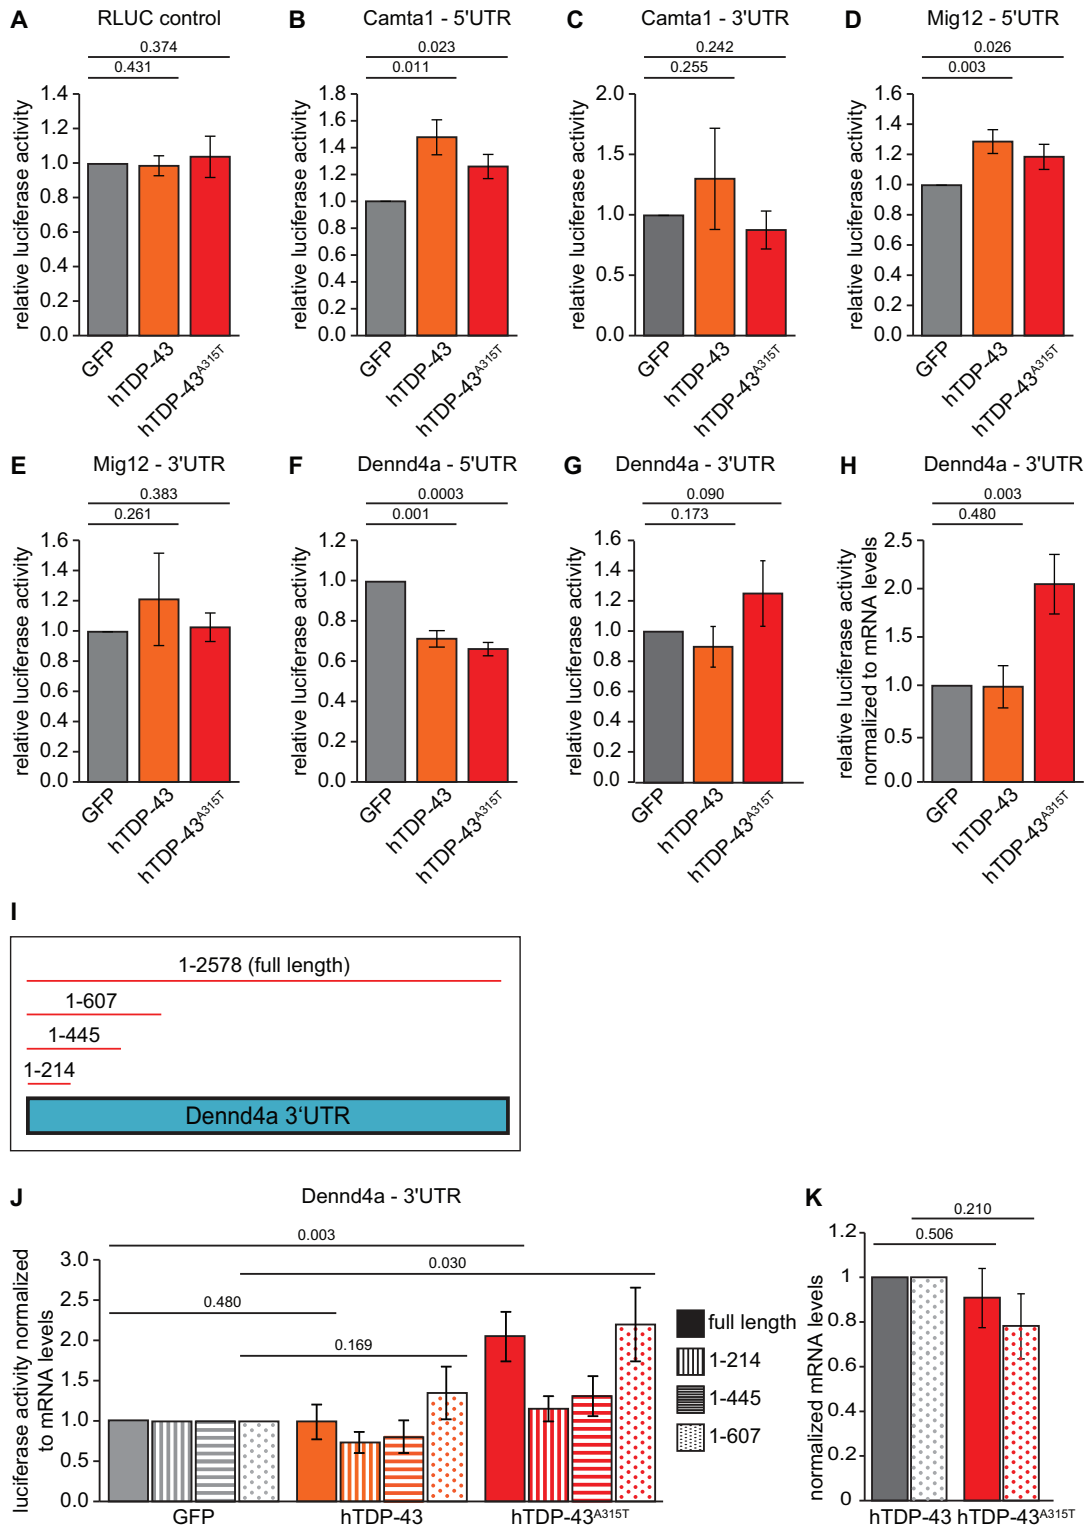 A RLUC control
0.374
0.431
relative luciferase activity
1.4
1.2
1.0
0.8
0.6
0.4
0.2
0.0
GFP
hTDP-43
hTDP-43A315T
B Camta1 - 5'UTR
0.023
0.011
relative luciferase activity
1.8
1.6
1.4
1.2
1.0
0.8
0.6
0.4
0.2
0.0
GFP
hTDP-43
hTDP-43A315T
C Camta1 - 3'UTR
0.242
0.255
relative luciferase activity
2.0
1.5
1.0
0.5
0.0
GFP
hTDP-43
hTDP-43A315T
D Mig12 - 5'UTR
0.026
0.003
relative luciferase activity
1.6
1.4
1.2
1.0
0.8
0.6
0.4
0.2
0.0
GFP
hTDP-43
hTDP-43A315T
E Mig12 - 3'UTR
0.383
0.261
relative luciferase activity
1.6
1.4
1.2
1.0
0.8
0.6
0.4
0.2
0.0
GFP
hTDP-43
hTDP-43A315T
F Dennd4a - 5'UTR
0.0003
0.001
relative luciferase activity
1.2
1.0
0.8
0.6
0.4
0.2
0.0
GFP
hTDP-43
hTDP-43A315T
G Dennd4a - 3'UTR
0.090
0.173
relative luciferase activity
1.6
1.4
1.2
1.0
0.8
0.6
0.4
0.2
0.0
GFP
hTDP-43
hTDP-43A315T
H Dennd4a - 3'UTR
0.003
0.480
relative luciferase activity
normalized to mRNA levels
2.5
2.0
1.5
1.0
0.5
0.0
GFP
hTDP-43
hTDP-43A315T
I
1-2578 (full length)
1-607
1-445
1-214
Dennd4a 3'UTR
J Dennd4a - 3'UTR
0.003
0.030
0.480
0.169
luciferase activity normalized
to mRNA levels
3.0
2.5
2.0
1.5
1.0
0.5
0.0
GFP
hTDP-43
hTDP-43A315T
full length
1-214
1-445
1-607
K
0.210
0.506
normalized mRNA levels
1.2
1
0.8
0.6
0.4
0.2
0
hTDP-43
hTDP-43A315T